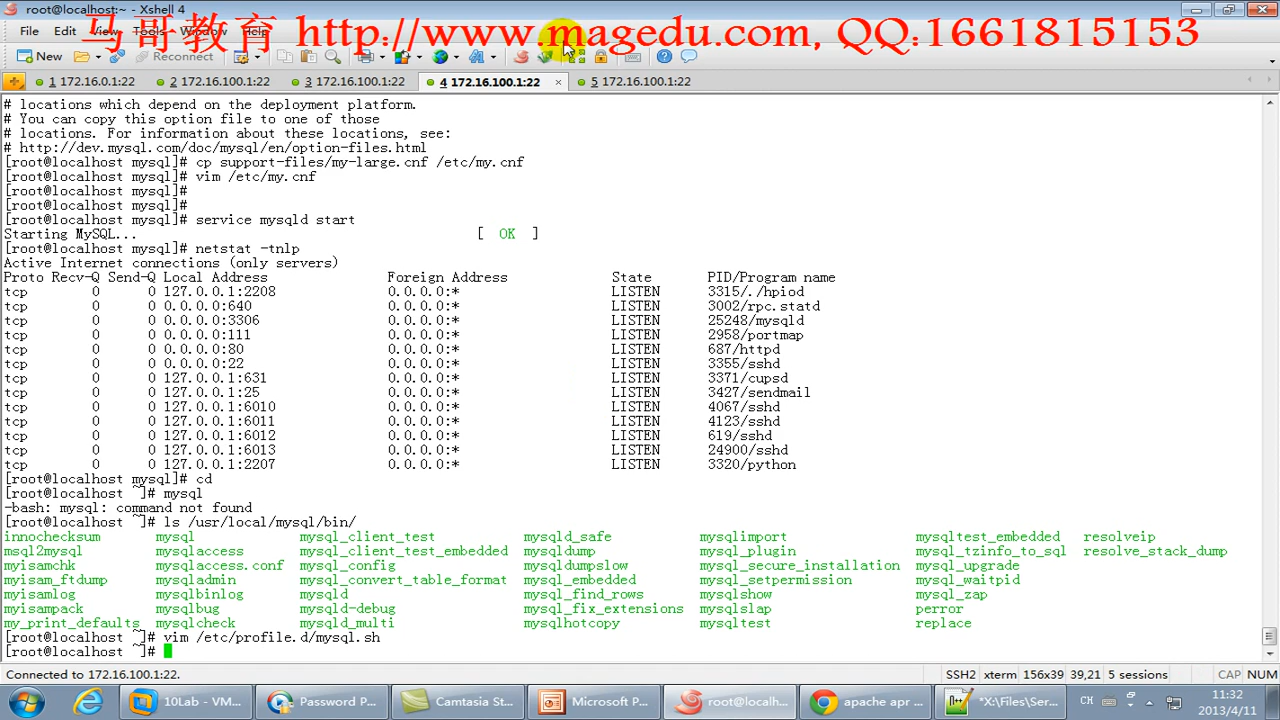 root@localhost:~ - Xshell 4
马哥教育 http://www.magedu.com, QQ:1661815153
File Edit View Tools Window Help
New Reconnect
1 172.16.0.1:22 2 172.16.100.1:22 3 172.16.100.1:22 4 172.16.100.1:22 × 5 172.16.100.1:22
# locations which depend on the deployment platform.
# You can copy this option file to one of those
# locations. For information about these locations, see:
# http://dev.mysql.com/doc/mysql/en/option-files.html
[root@localhost mysql]# cp support-files/my-large.cnf /etc/my.cnf
[root@localhost mysql]# vim /etc/my.cnf
[root@localhost mysql]#
[root@localhost mysql]#
[root@localhost mysql]# service mysqld start
Starting MySQL... [ OK ]
[root@localhost mysql]# netstat -tnlp
Active Internet connections (only servers)
Proto Recv-Q Send-Q Local Address Foreign Address State PID/Program name
tcp 0 0 127.0.0.1:2208 0.0.0.0:* LISTEN 3315/./hpiod
tcp 0 0 0.0.0.0:640 0.0.0.0:* LISTEN 3002/rpc.statd
tcp 0 0 0.0.0.0:3306 0.0.0.0:* LISTEN 25248/mysqld
tcp 0 0 0.0.0.0:111 0.0.0.0:* LISTEN 2958/portmap
tcp 0 0 0.0.0.0:80 0.0.0.0:* LISTEN 687/httpd
tcp 0 0 0.0.0.0:22 0.0.0.0:* LISTEN 3355/sshd
tcp 0 0 127.0.0.1:631 0.0.0.0:* LISTEN 3371/cupsd
tcp 0 0 127.0.0.1:25 0.0.0.0:* LISTEN 3427/sendmail
tcp 0 0 127.0.0.1:6010 0.0.0.0:* LISTEN 4067/sshd
tcp 0 0 127.0.0.1:6011 0.0.0.0:* LISTEN 4123/sshd
tcp 0 0 127.0.0.1:6012 0.0.0.0:* LISTEN 619/sshd
tcp 0 0 127.0.0.1:6013 0.0.0.0:* LISTEN 24900/sshd
tcp 0 0 127.0.0.1:2207 0.0.0.0:* LISTEN 3320/python
[root@localhost mysql]# cd
[root@localhost ~]# mysql
-bash: mysql: command not found
[root@localhost ~]# ls /usr/local/mysql/bin/
innochecksum mysql mysql_client_test mysqld_safe mysqlimport mysqltest_embedded resolveip
msql2mysql mysqlaccess mysql_client_test_embedded mysqldump mysql_plugin mysql_tzinfo_to_sql resolve_stack_dump
myisamchk mysqlaccess.conf mysql_config mysqldumpslow mysql_secure_installation mysql_upgrade
myisam_ftdump mysqladmin mysql_convert_table_format mysql_embedded mysql_setpermission mysql_waitpid
myisamlog mysqlbinlog mysqld mysql_find_rows mysqlshow mysql_zap
myisampack mysqlbug mysqld-debug mysql_fix_extensions mysqlslap perror
my_print_defaults mysqlcheck mysqld_multi mysqlhotcopy mysqltest replace
[root@localhost ~]# vim /etc/profile.d/mysql.sh
[root@localhost ~]#
Connected to 172.16.100.1:22. SSH2 xterm 156x39 39,21 5 sessions CAP NUM
10Lab - VM... Password P... Camtasia St... Microsoft P... root@localh... apache apr ... *X:\Files\Ser... CH 11:32
2013/4/11